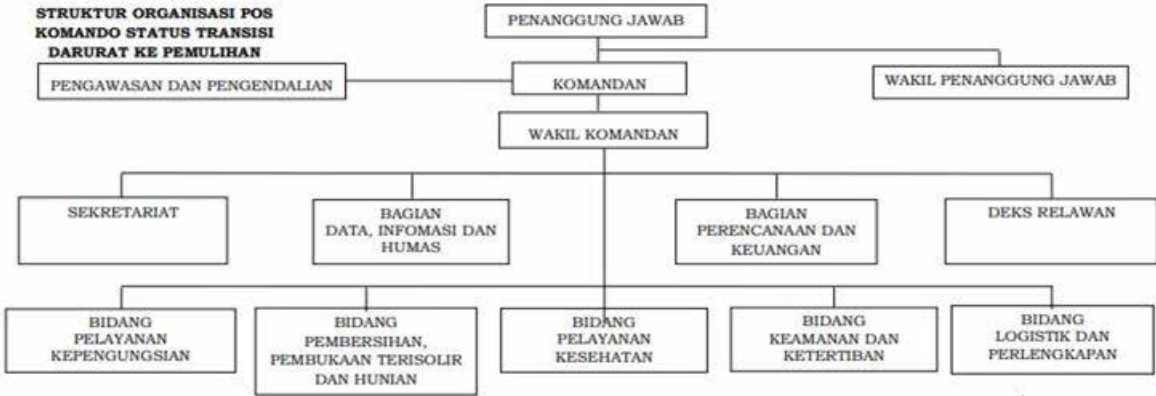 STRUKTUR ORGANISASI POS
KOMANDO STATUS TRANSISI
DARURAT KE PEMULIHAN
PENANGGUNG JAWAB
PENGAWASAN DAN PENGENDALIAN
KOMANDAN
WAKIL PENANGGUNG JAWAB
WAKIL KOMANDAN
SEKRETARIAT
BAGIAN
DATA, INFOMASI DAN
HUMAS
BAGIAN
PERENCANAAN DAN
KEUANGAN
DEKS RELAWAN
BIDANG
PELAYANAN
KEPENGUNGSIAN
BIDANG
PEMBERSIHAN,
PEMBUKAAN TERISOLIR
DAN HUNIAN
BIDANG
PELAYANAN
KESEHATAN
BIDANG
KEAMANAN DAN
KETERTIBAN
BIDANG
LOGISTIK DAN
PERLENGKAPAN